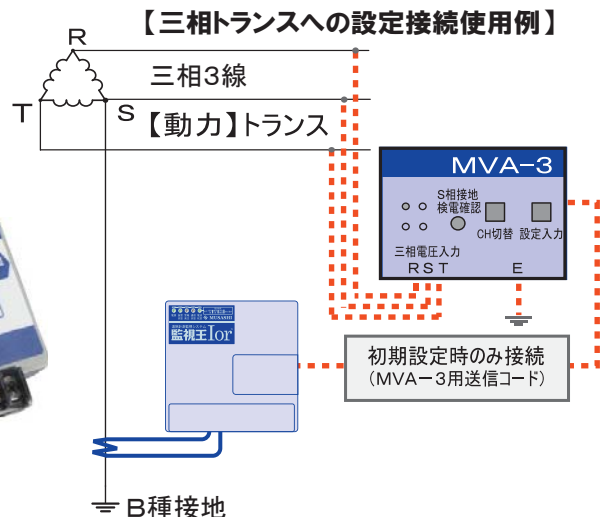 【三相トランスへの設定接続使用例】
R
三相3線
T
S
【動力】トランス
MVA-3
S相接地
検電確認
CH切替
設定入力
三相電圧入力
R S T
E
MUSASHI
監視王Ior
初期設定時のみ接続
(MVA-3用送信コード)
B種接地